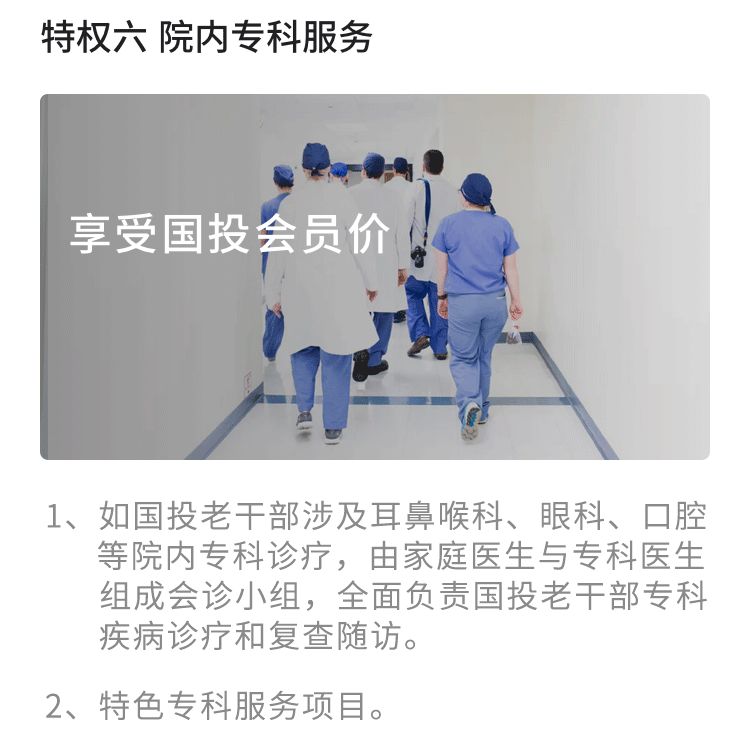 特权六 院内专科服务
享受国投会员价
1、如国投老干部涉及耳鼻喉科、眼科、口腔
等院内专科诊疗，由家庭医生与专科医生
组成会诊小组，全面负责国投老干部专科
疾病诊疗和复查随访。
2、特色专科服务项目。